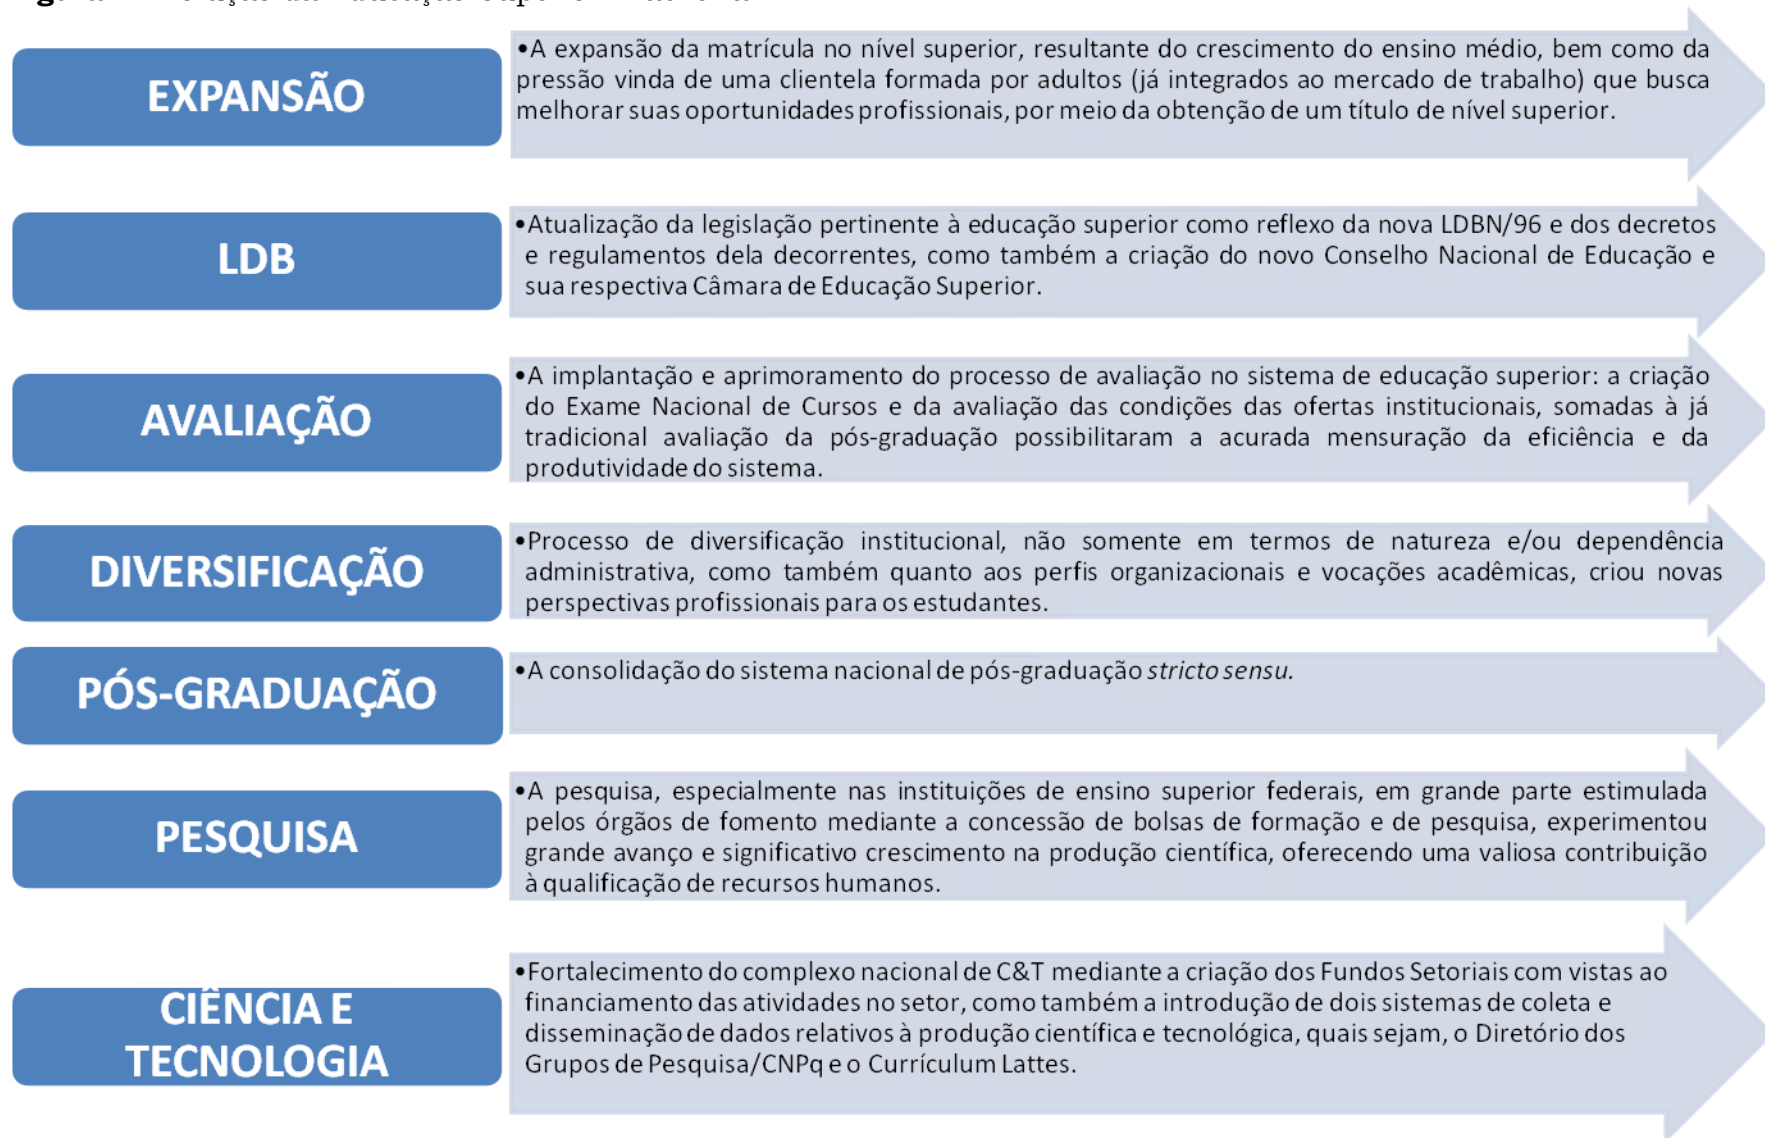 EXPANSÃO
•A expansão da matrícula no nível superior, resultante do crescimento do ensino médio, bem como da
pressão vinda de uma clientela formada por adultos (já integrados ao mercado de trabalho) que busca
melhorar suas oportunidades profissionais, por meio da obtenção de um título de nível superior.
LDB
•Atualização da legislação pertinente à educação superior como reflexo da nova LDBN/96 e dos decretos
e regulamentos dela decorrentes, como também a criação do novo Conselho Nacional de Educação e
sua respectiva Câmara de Educação Superior.
AVALIAÇÃO
•A implantação e aprimoramento do processo de avaliação no sistema de educação superior: a criação
do Exame Nacional de Cursos e da avaliação das condições das ofertas institucionais, somadas à já
tradicional avaliação da pós-graduação possibilitaram a acurada mensuração da eficiência e da
produtividade do sistema.
DIVERSIFICAÇÃO
•Processo de diversificação institucional, não somente em termos de natureza e/ou dependência
administrativa, como também quanto aos perfis organizacionais e vocações acadêmicas, criou novas
perspectivas profissionais para os estudantes.
PÓS-GRADUAÇÃO
•A consolidação do sistema nacional de pós-graduação stricto sensu.
PESQUISA
•A pesquisa, especialmente nas instituições de ensino superior federais, em grande parte estimulada
pelos órgãos de fomento mediante a concessão de bolsas de formação e de pesquisa, experimentou
grande avanço e significativo crescimento na produção científica, oferecendo uma valiosa contribuição
à qualificação de recursos humanos.
CIÊNCIA E
TECNOLOGIA
•Fortalecimento do complexo nacional de C&T mediante a criação dos Fundos Setoriais com vistas ao
financiamento das atividades no setor, como também a introdução de dois sistemas de coleta e
disseminação de dados relativos à produção científica e tecnológica, quais sejam, o Diretório dos
Grupos de Pesquisa/CNPq e o Currículum Lattes.